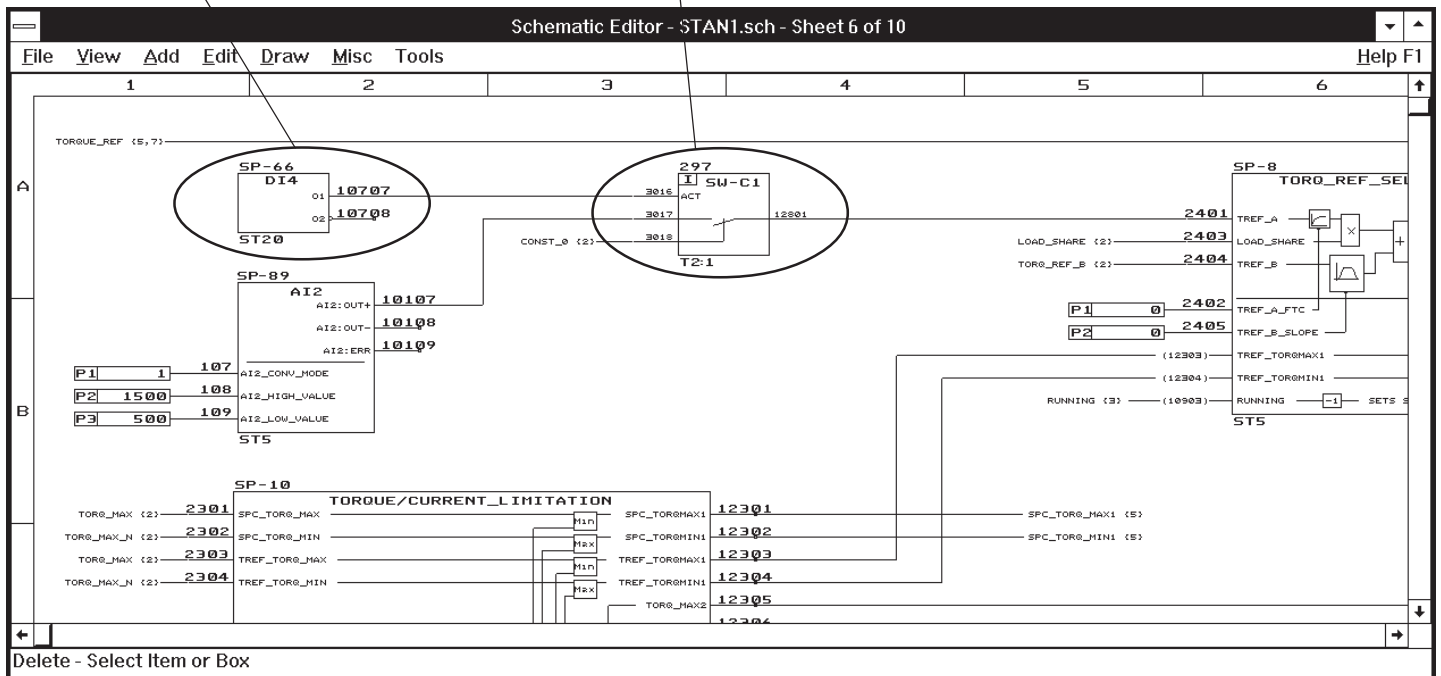 Schematic Editor - STAN1.sch - Sheet 6 of 10
File View Add Edit Draw Misc Tools Help F1
1 2 3 4 5 6
A
TORQUE_REF (5,7)
SP-66
DI4
O1 10707
O2 10708
ST20
297
I SW-C1
3016 ACT
3017 12801
CONST_0 (2) 3018
T2:1
SP-8
TORQ_REF_SEL
2401 TREF_A
LOAD_SHARE (2) 2403 LOAD_SHARE
TORQ_REF_B (2) 2404 TREF_B
P1 0 2402 TREF_A_FTC
P2 0 2405 TREF_B_SLOPE
(12303) TREF_TORQMAX1
(12304) TREF_TORQMIN1
RUNNING (3) (10903) RUNNING -1 SETS S
ST5
× +
SP-89
AI2
AI2:OUT+ 10107
AI2:OUT- 10108
AI2:ERR 10109
P1 1 107 AI2_CONV_MODE
P2 1500 108 AI2_HIGH_VALUE
P3 500 109 AI2_LOW_VALUE
ST5
B
SP-10
TORQUE/CURRENT_LIMITATION
TORQ_MAX (2) 2301 SPC_TORQ_MAX Min SPC_TORQMAX1 12301 SPC_TORQ_MAX1 (5)
TORQ_MAX_N (2) 2302 SPC_TORQ_MIN Max SPC_TORQMIN1 12302 SPC_TORQ_MIN1 (5)
TORQ_MAX (2) 2303 TREF_TORQ_MAX Min TREF_TORQMAX1 12303
TORQ_MAX_N (2) 2304 TREF_TORQ_MIN Max TREF_TORQMIN1 12304
TORQ_MAX2 12305
12306
Delete - Select Item or Box